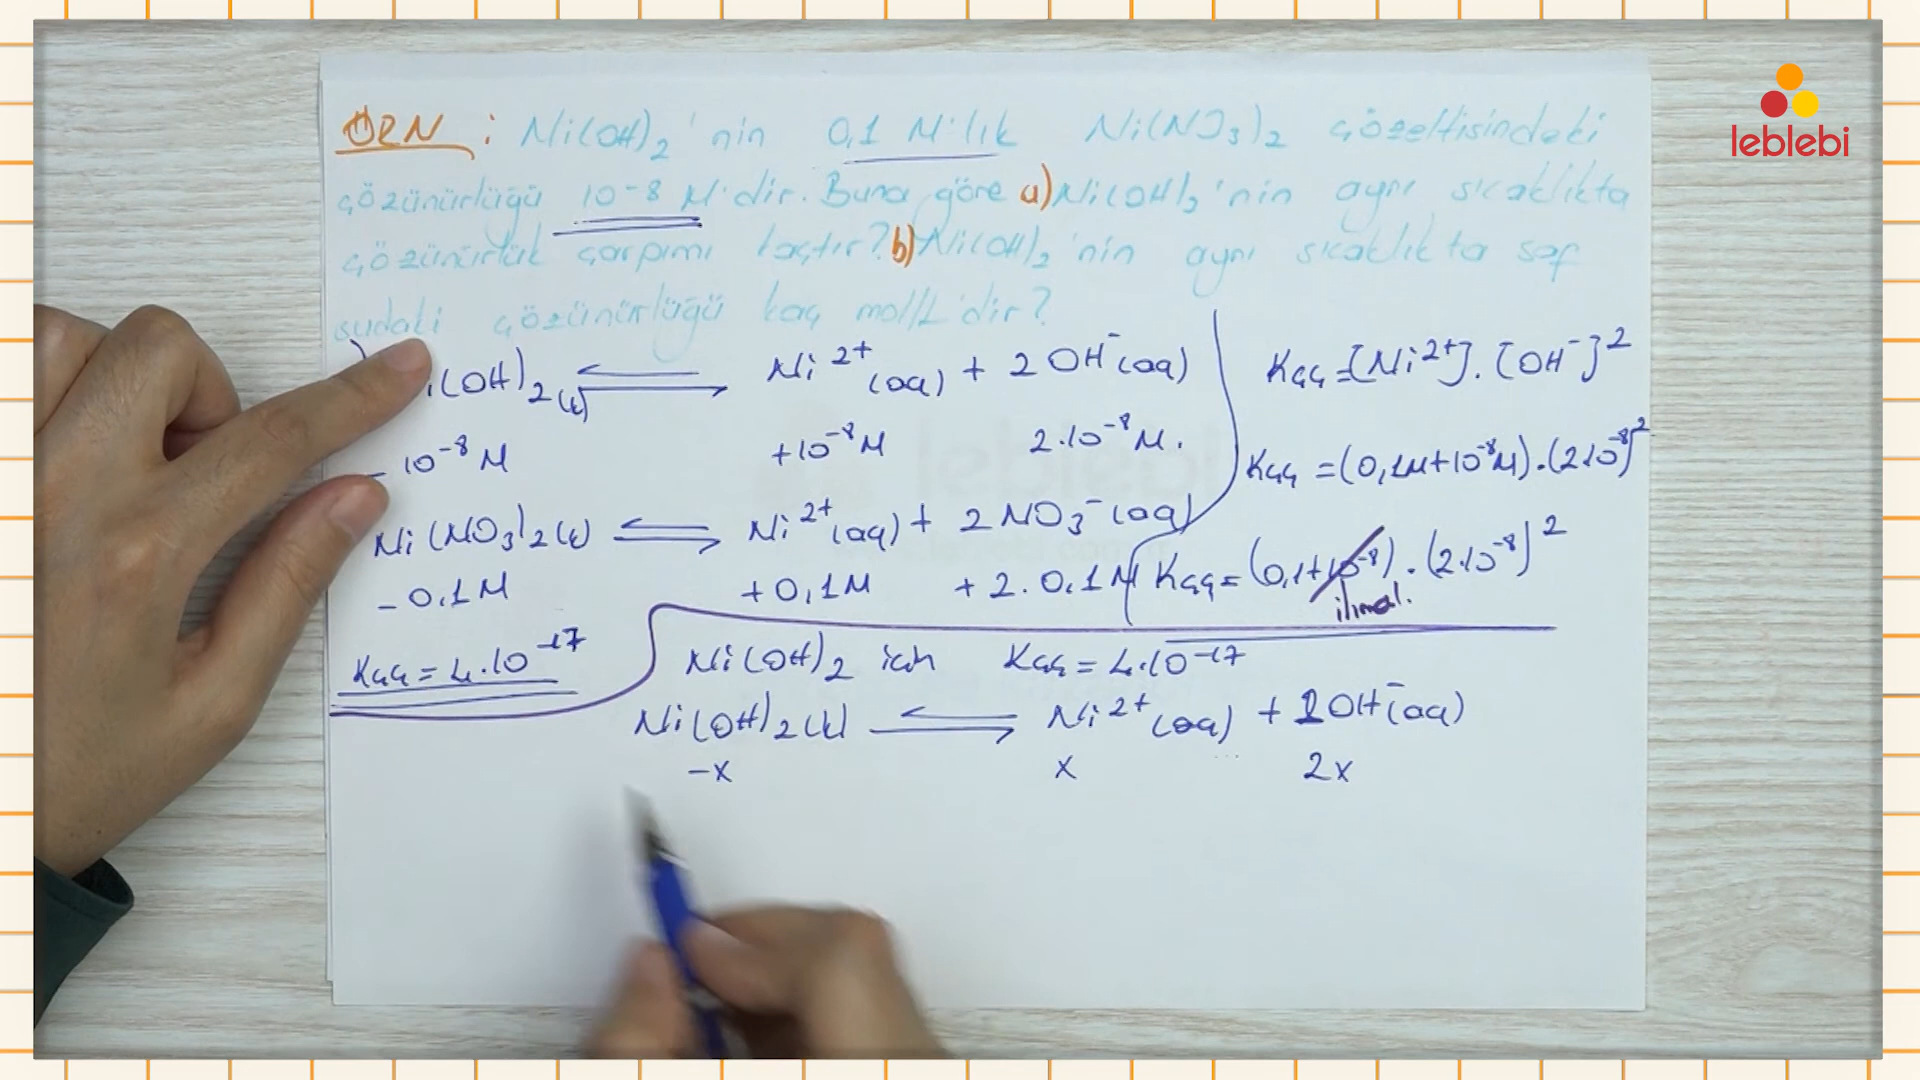 ÖRN : Ni(OH)₂'nin 0,1 M'lık Ni(NO₃)₂ çözeltisindeki
çözünürlüğü 10⁻⁸ M'dir. Buna göre a) Ni(OH)₂'nin aynı sıcaklıkta
çözünürlük çarpımı kaçtır? b) Ni(OH)₂'nin aynı sıcaklıkta saf
sudaki çözünürlüğü kaç mol/L'dir?
i(OH)₂(k) ⇌ Ni²⁺(aq) + 2OH⁻(aq)
- 10⁻⁸ M +10⁻⁸ M 2.10⁻⁸ M.
Ni(NO₃)₂(k) ⇌ Ni²⁺(aq) + 2NO₃⁻(aq)
- 0,1 M + 0,1 M + 2. 0,1 M
Kçç = [Ni²⁺] . [OH⁻]²
Kçç = (0,1M+10⁻⁸M) . (2.10⁻⁸)²
Kçç = (0,1+10⁻⁸) . (2.10⁻⁸)²
ihmal.
Kçç = 4.10⁻¹⁷
Ni(OH)₂ için Kçç = 4.10⁻¹⁷
Ni(OH)₂(k) ⇌ Ni²⁺(aq) + 2OH⁻(aq)
-x x 2x
leblebi